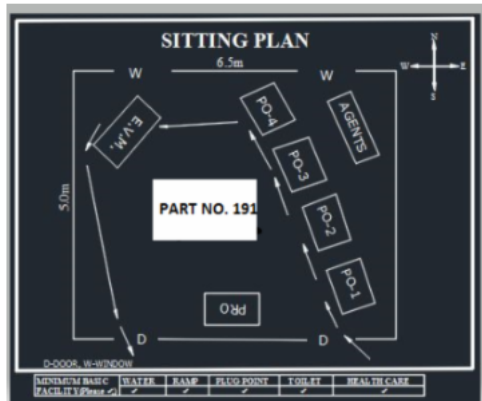 SITTING PLAN
6.5m
N
W
E
S
W
W
E.V.M.
PO-4
AGENTS
PO-3
5.0m
PART NO. 191
PO-2
PO-1
PRO
D
D
D-DOOR, W-WINDOW
MINIMUM BASIC FACILITY(Please ✓) WATER RAMP PLUG POINT TOILET HEALTH CARE
✓ ✓ ✓ ✓ ✓